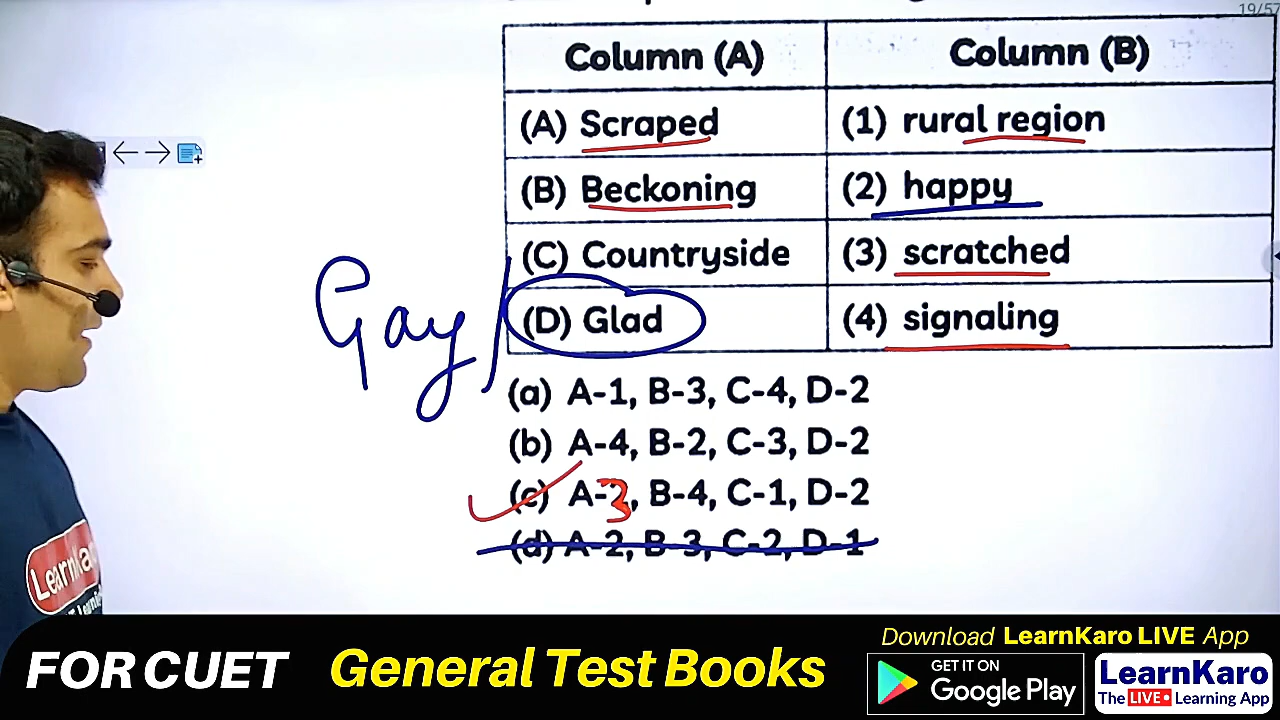 19/57
Column (A) Column (B)
(A) Scraped (1) rural region
(B) Beckoning (2) happy
(C) Countryside (3) scratched
Gay/ (D) Glad (4) signaling
(a) A-1, B-3, C-4, D-2
(b) A-4, B-2, C-3, D-2
(c) A-3, B-4, C-1, D-2
(d) A-2, B-3, C-2, D-1
FOR CUET General Test Books
Download LearnKaro LIVE App
GET IT ON
Google Play
LearnKaro
The LIVE Learning App